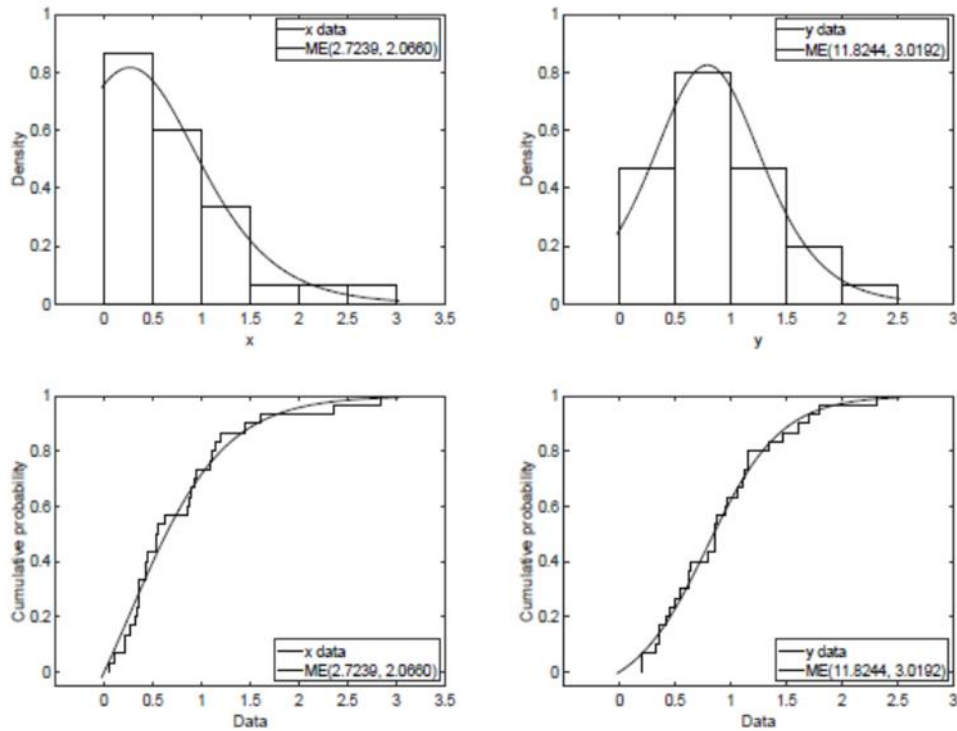 1
0.8
0.6
0.4
0.2
0
Density
x data
ME(2.7239, 2.0660)
0 0.5 1 1.5 2 2.5 3 3.5
x
1
0.8
0.6
0.4
0.2
0
Density
y data
ME(11.8244, 3.0192)
0 0.5 1 1.5 2 2.5 3
y
1
0.8
0.6
0.4
0.2
0
Cumulative probability
x data
ME(2.7239, 2.0660)
0 0.5 1 1.5 2 2.5 3 3.5
Data
1
0.8
0.6
0.4
0.2
0
Cumulative probability
y data
ME(11.8244, 3.0192)
0 0.5 1 1.5 2 2.5 3
Data